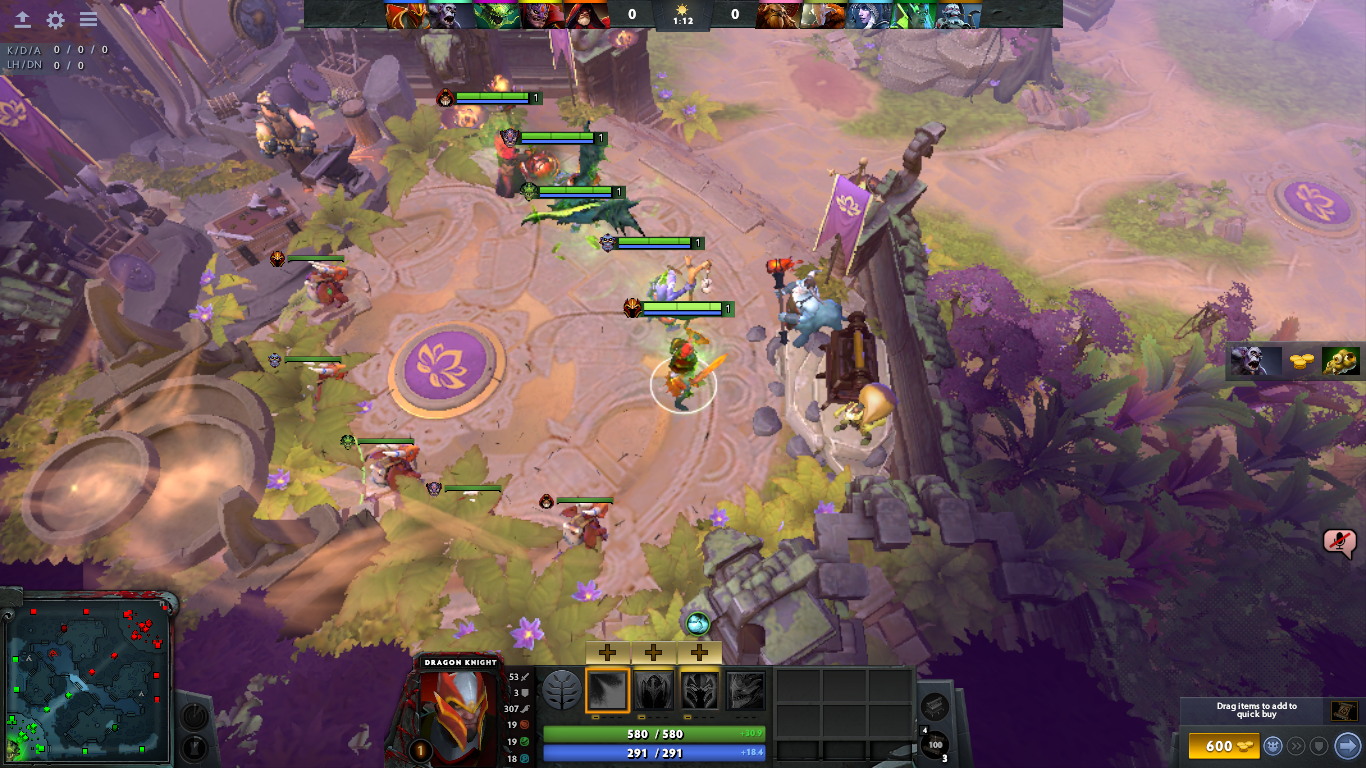 0
1:12
0
K/D/A 0 / 0 / 0
LH/DN 0 / 0
1
1
1
1
1
DRAGON KNIGHT
53
3
307
19
19
18
1
580 / 580 +30.9
291 / 291 +18.4
4
100
3
Drag items to add to
quick buy
600